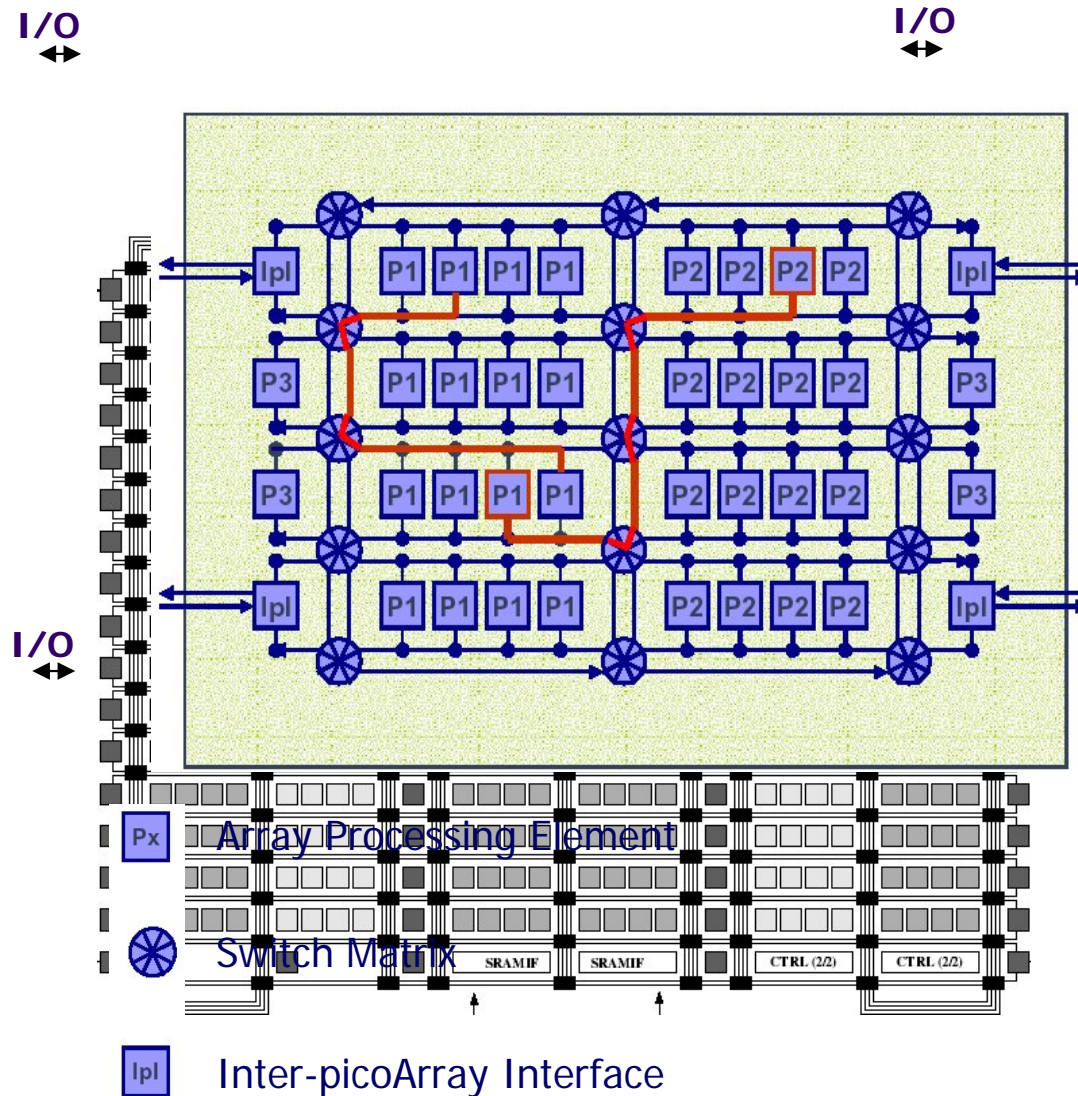 I/O I/O
IpI P1 P1 P1 P1 P2 P2 P2 P2 IpI
P3 P1 P1 P1 P1 P2 P2 P2 P2 P3
P3 P1 P1 P1 P1 P2 P2 P2 P2 P3
IpI P1 P1 P1 P1 P2 P2 P2 P2 IpI
I/O
Px Array Processing Element
Switch Matrix SRAMIF SRAMIF CTRL (2/2) CTRL (2/2)
IpI Inter-picoArray Interface